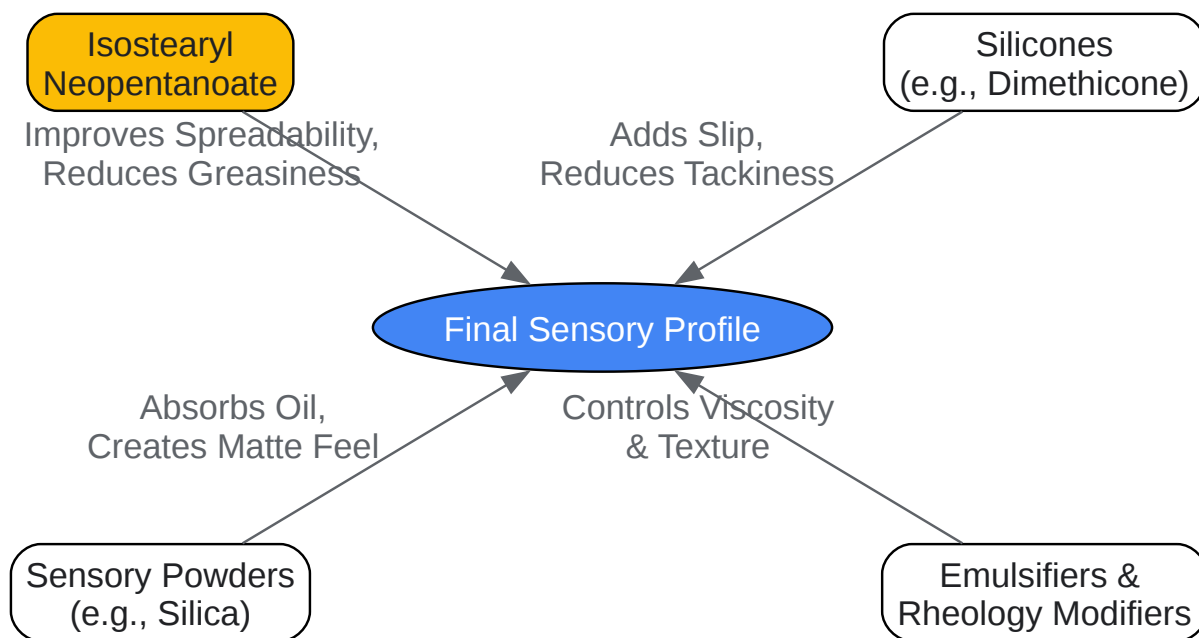 Isostearyl
Neopentanoate
Silicones
(e.g., Dimethicone)
Improves Spreadability,
Reduces Greasiness
Adds Slip,
Reduces Tackiness
Final Sensory Profile
Absorbs Oil,
Creates Matte Feel
Controls Viscosity
& Texture
Sensory Powders
(e.g., Silica)
Emulsifiers &
Rheology Modifiers